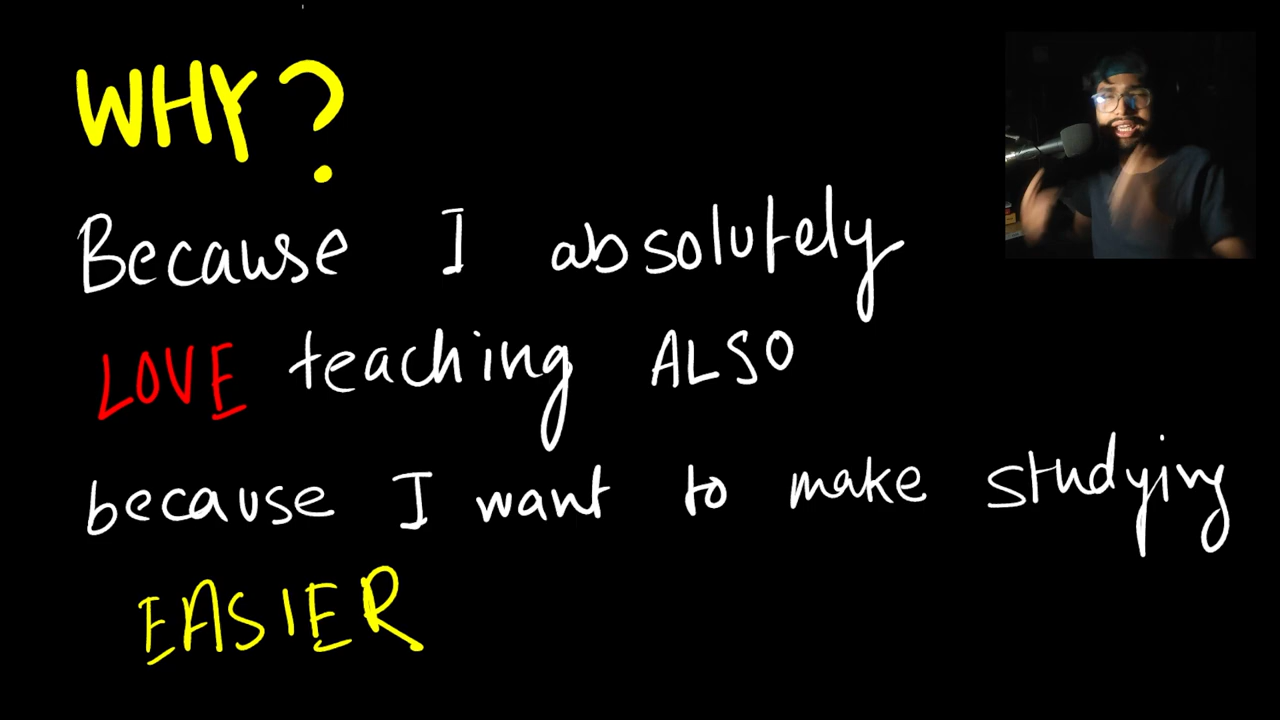 WHY?
Because I absolutely
LOVE teaching ALSO
because I want to make studying
EASIER